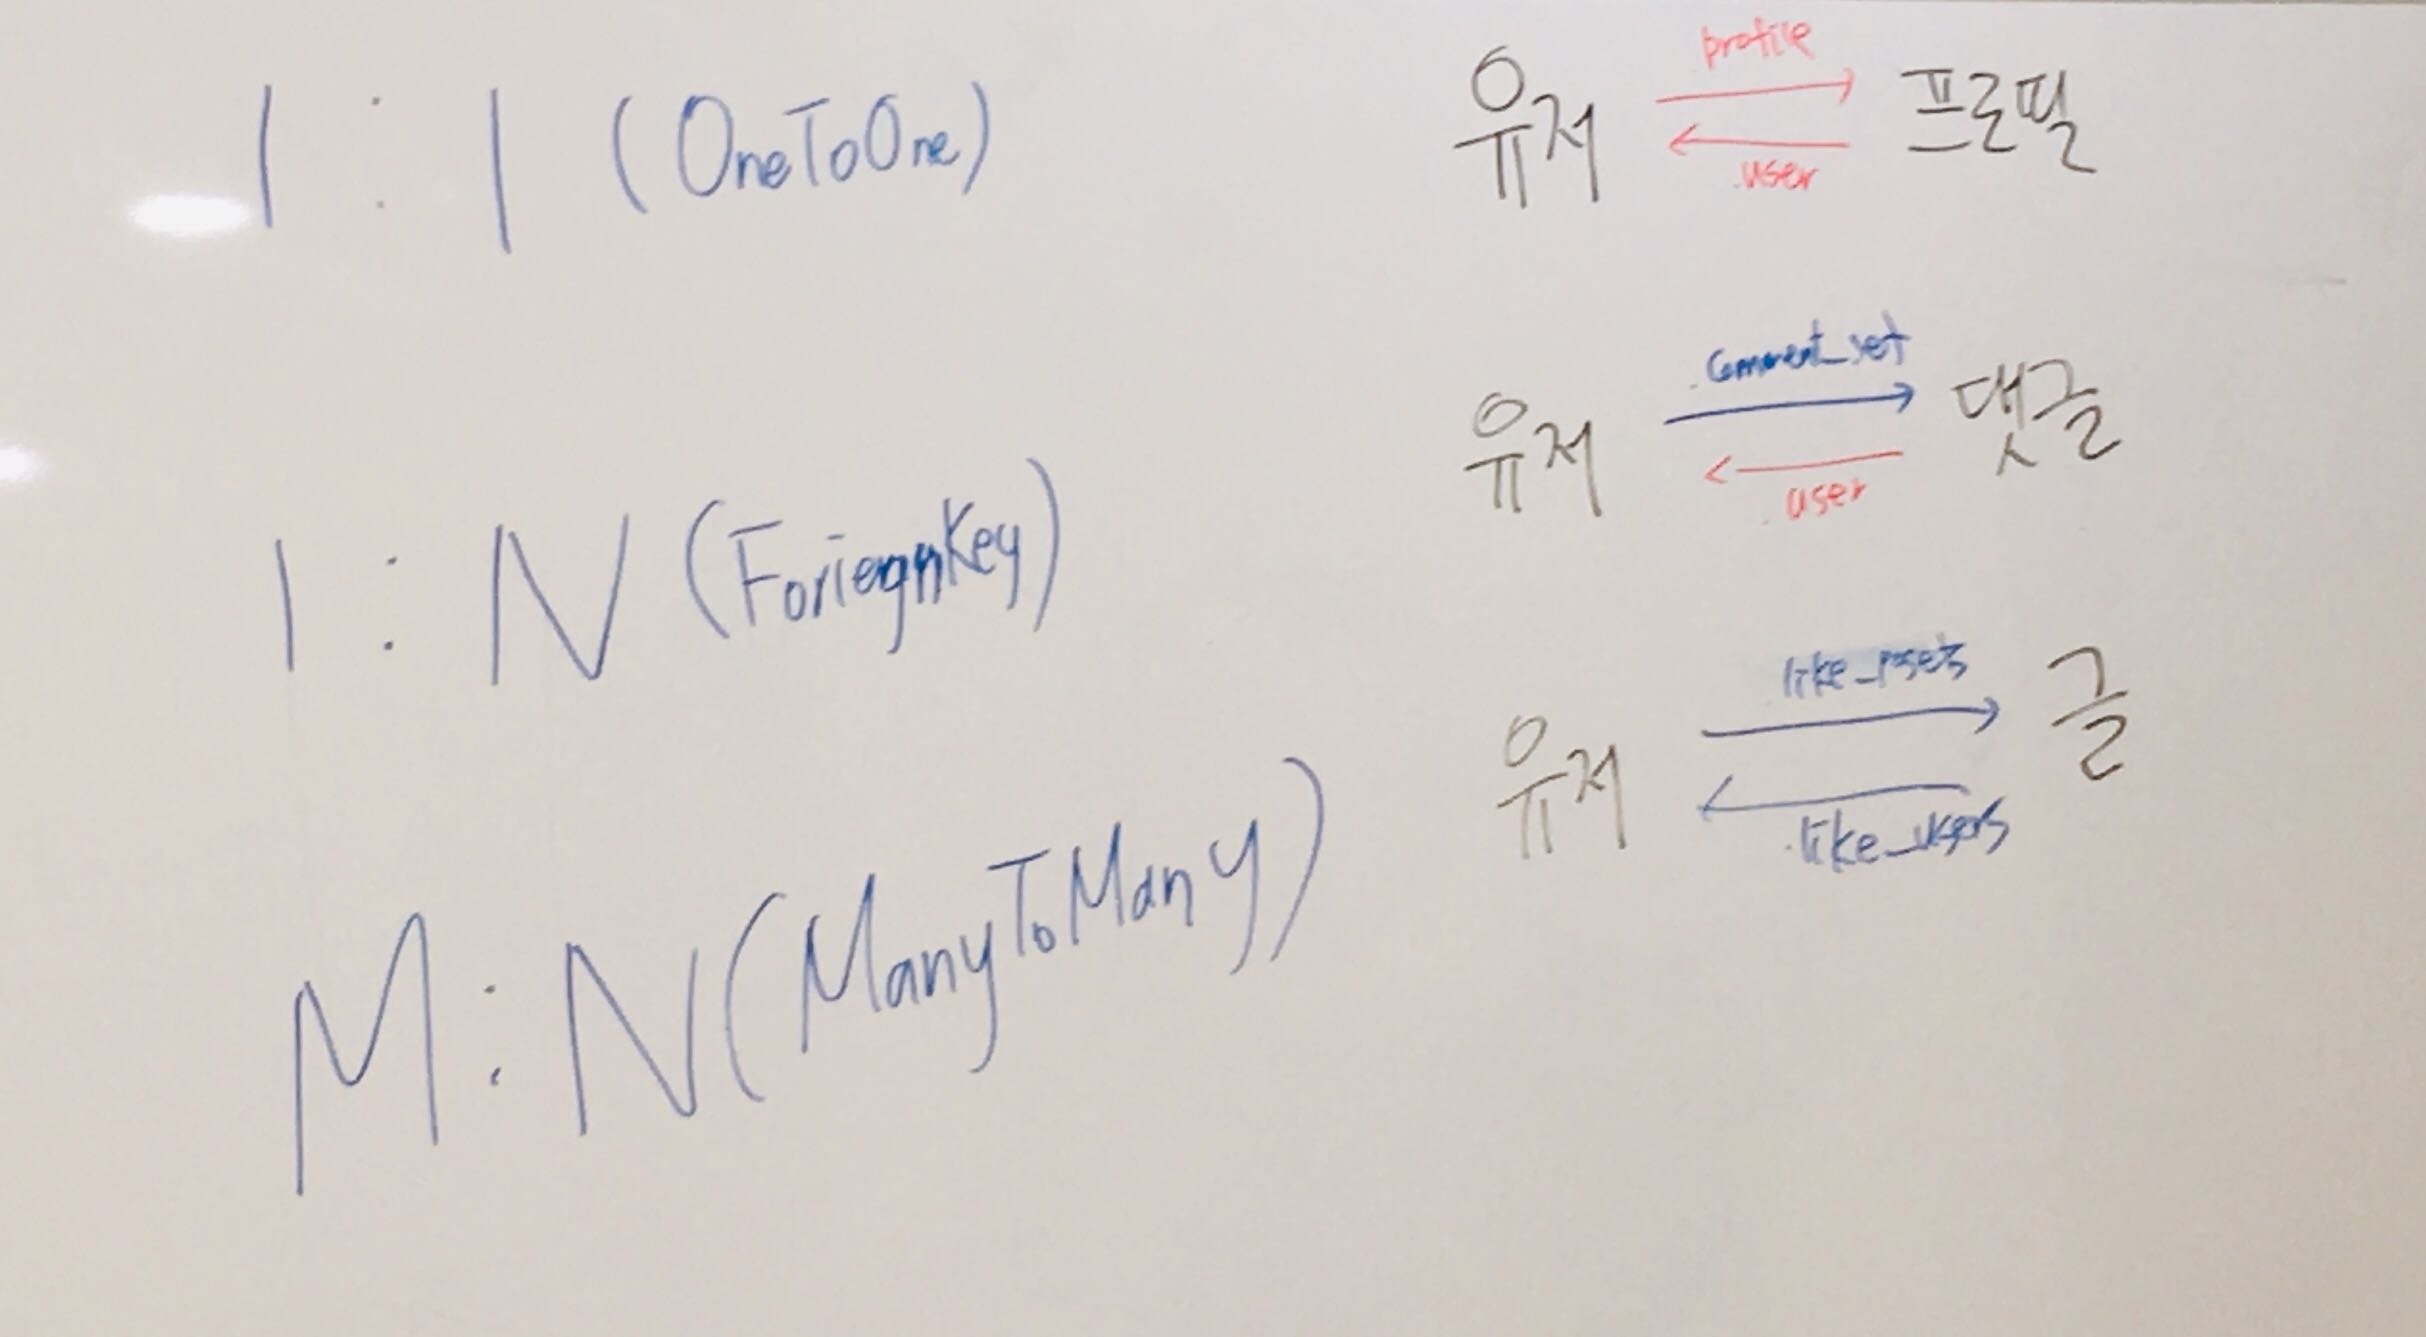 1 : 1 (OneToOne)
profile
유저 프로필
.user
.comment_set
유저 댓글
.user
1 : N (ForiegnKey)
like_posts
유저 글
.like_users
M : N (ManyToMany)